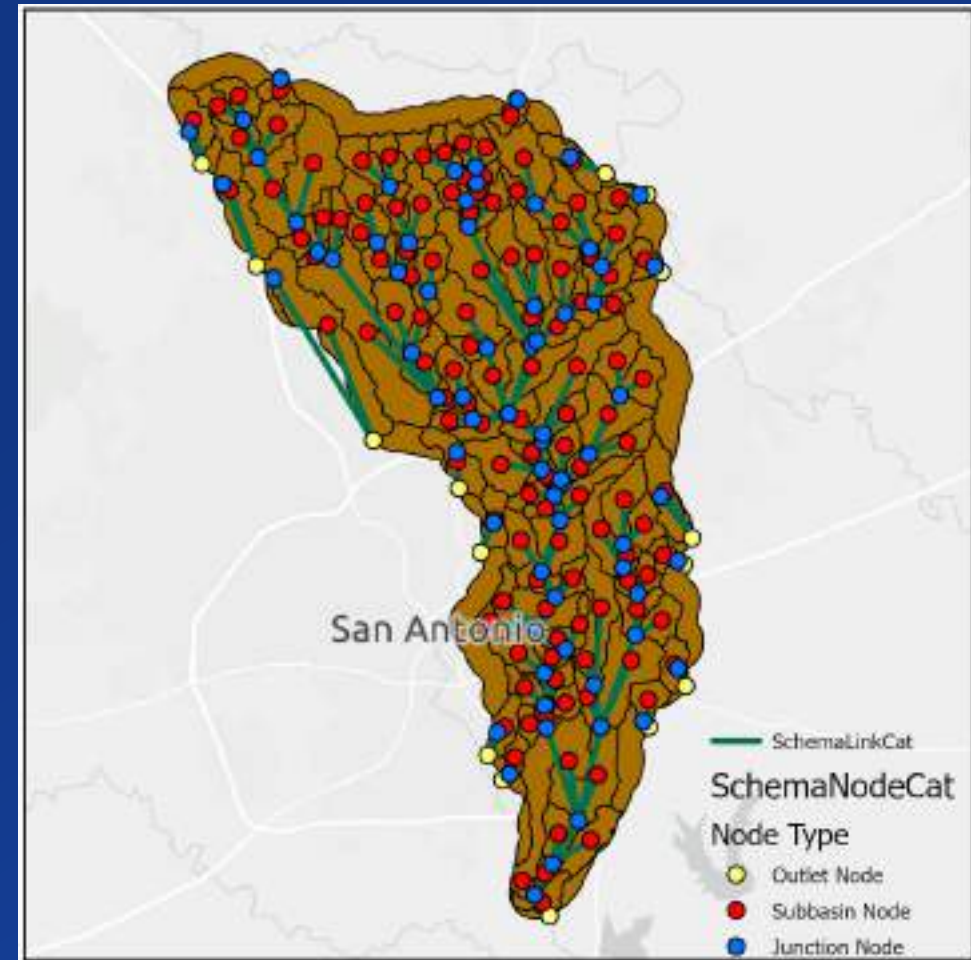 San Antonio
SchemaLinkCat
SchemaNodeCat
Node Type
Outlet Node
Subbasin Node
Junction Node